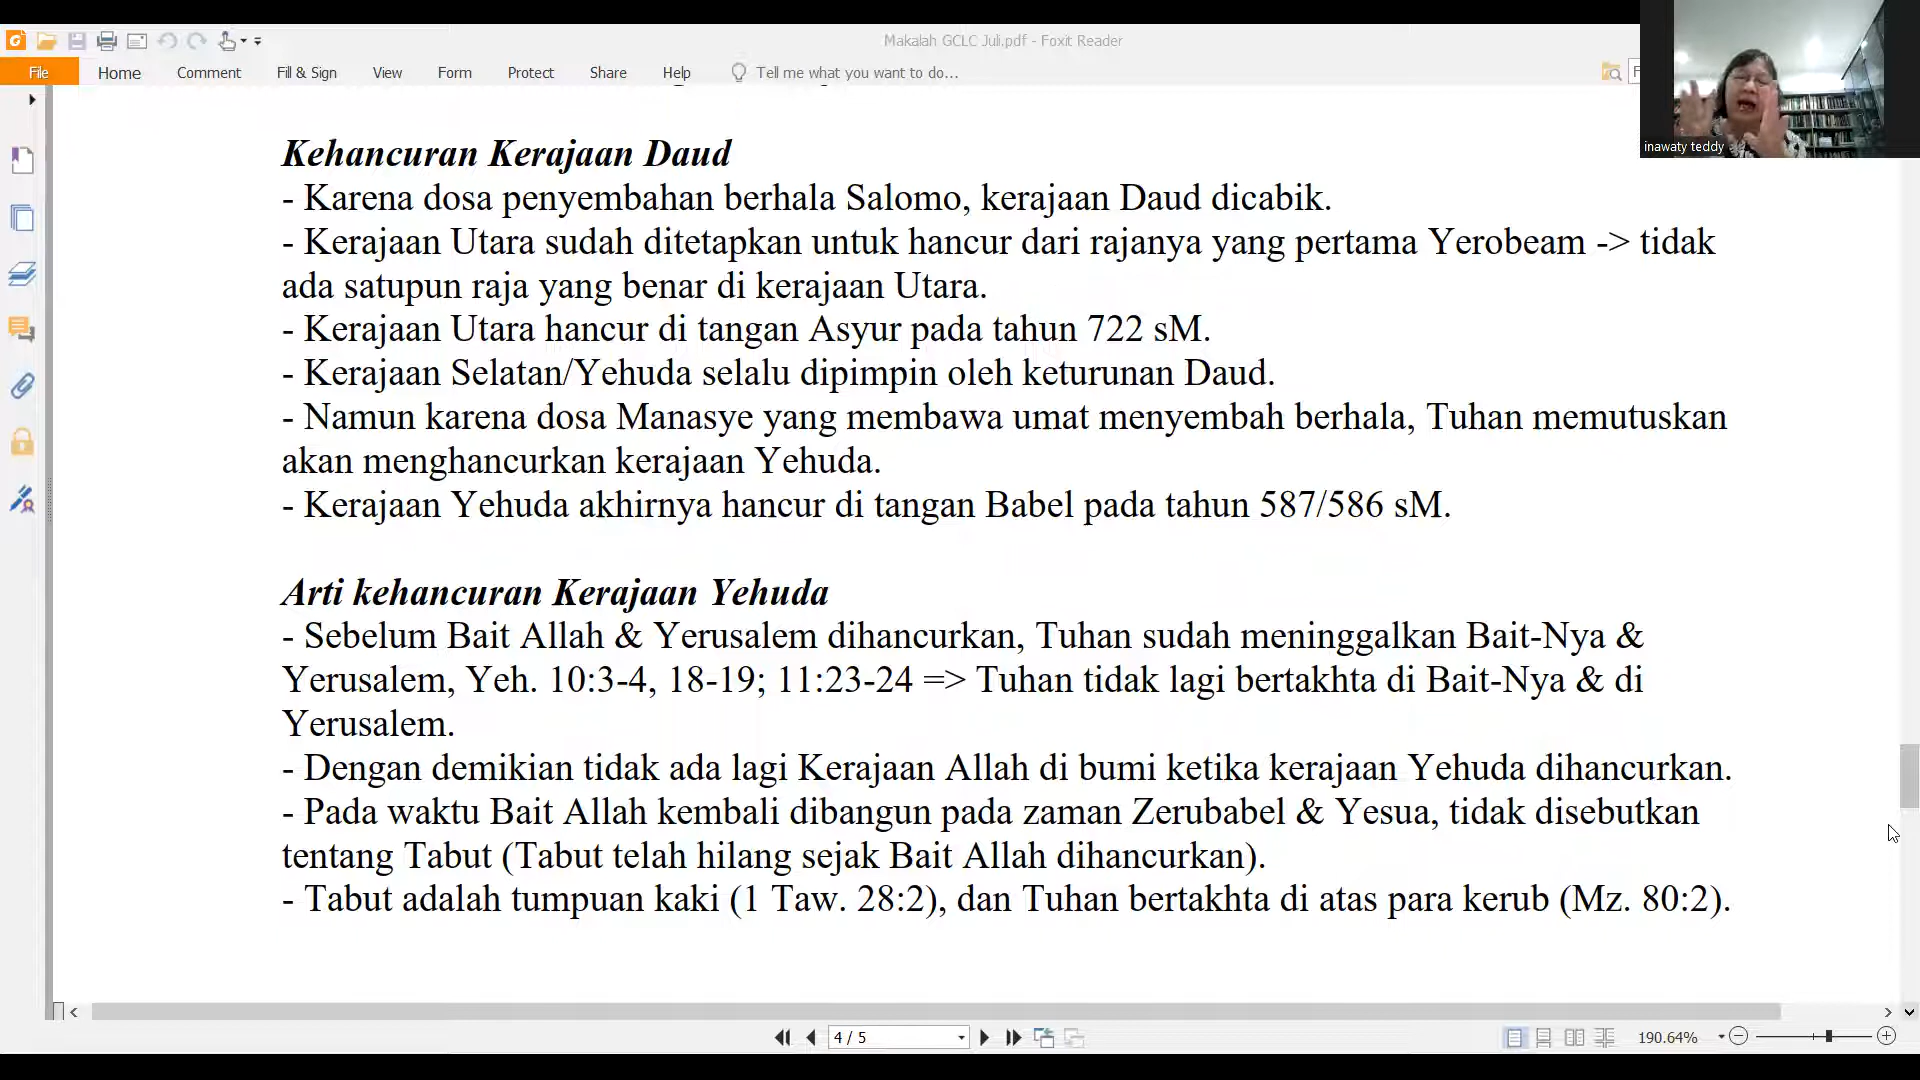 Makalah GCLC Juli.pdf - Foxit Reader
File Home Comment Fill & Sign View Form Protect Share Help Tell me what you want to do...
inawaty teddy
Kehancuran Kerajaan Daud
- Karena dosa penyembahan berhala Salomo, kerajaan Daud dicabik.
- Kerajaan Utara sudah ditetapkan untuk hancur dari rajanya yang pertama Yerobeam -> tidak
ada satupun raja yang benar di kerajaan Utara.
- Kerajaan Utara hancur di tangan Asyur pada tahun 722 sM.
- Kerajaan Selatan/Yehuda selalu dipimpin oleh keturunan Daud.
- Namun karena dosa Manasye yang membawa umat menyembah berhala, Tuhan memutuskan
akan menghancurkan kerajaan Yehuda.
- Kerajaan Yehuda akhirnya hancur di tangan Babel pada tahun 587/586 sM.
Arti kehancuran Kerajaan Yehuda
- Sebelum Bait Allah & Yerusalem dihancurkan, Tuhan sudah meninggalkan Bait-Nya &
Yerusalem, Yeh. 10:3-4, 18-19; 11:23-24 => Tuhan tidak lagi bertakhta di Bait-Nya & di
Yerusalem.
- Dengan demikian tidak ada lagi Kerajaan Allah di bumi ketika kerajaan Yehuda dihancurkan.
- Pada waktu Bait Allah kembali dibangun pada zaman Zerubabel & Yesua, tidak disebutkan
tentang Tabut (Tabut telah hilang sejak Bait Allah dihancurkan).
- Tabut adalah tumpuan kaki (1 Taw. 28:2), dan Tuhan bertakhta di atas para kerub (Mz. 80:2).
4 / 5 190.64%